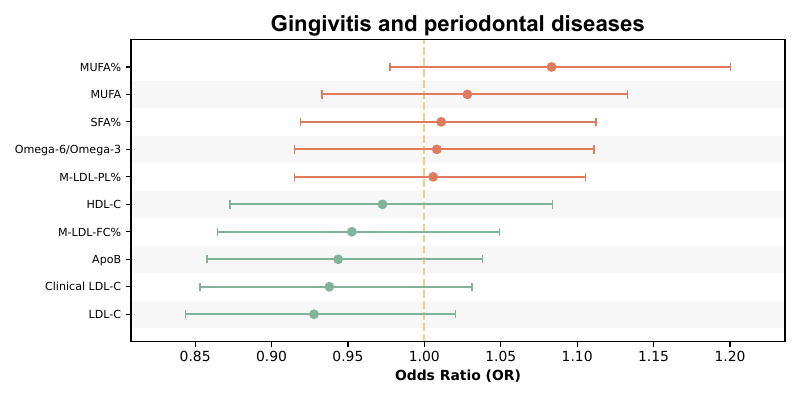 Gingivitis and periodontal diseases
MUFA%
MUFA
SFA%
Omega-6/Omega-3
M-LDL-PL%
HDL-C
M-LDL-FC%
ApoB
Clinical LDL-C
LDL-C
0.85 0.90 0.95 1.00 1.05 1.10 1.15 1.20
Odds Ratio (OR)